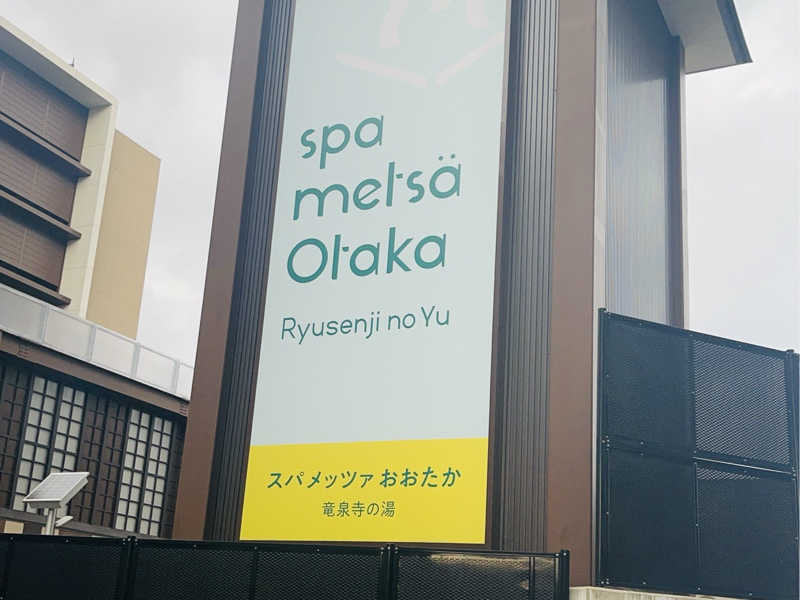 spa
metsä
Otaka
Ryusenji no Yu
スパ メッツァ おおたか
竜泉寺の湯